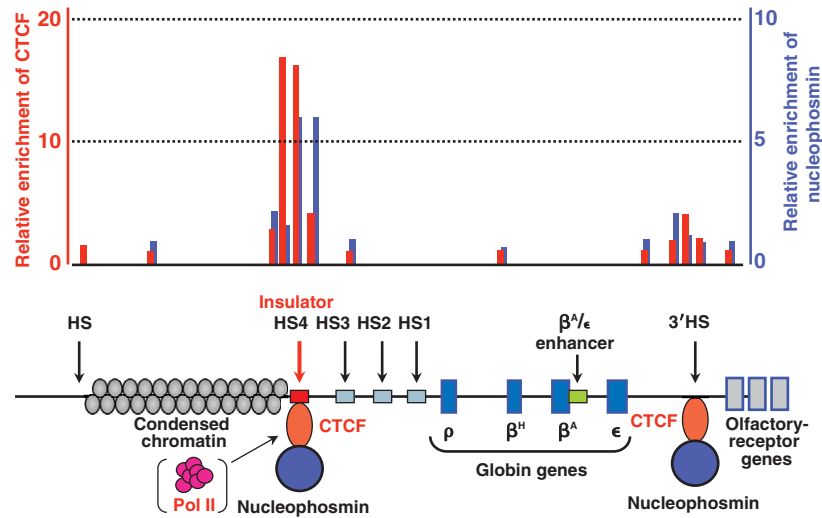 Relative enrichment of CTCF
20
10
0
10
5
0
Relative enrichment of
nucleophosmin
Insulator
HS
HS4
HS3
HS2
HS1
βᴬ/ϵ
enhancer
3′HS
Condensed
chromatin
CTCF
Pol II
Nucleophosmin
ρ
βᴴ
βᴬ
ϵ
Globin genes
CTCF
Nucleophosmin
Olfactory-
receptor
genes